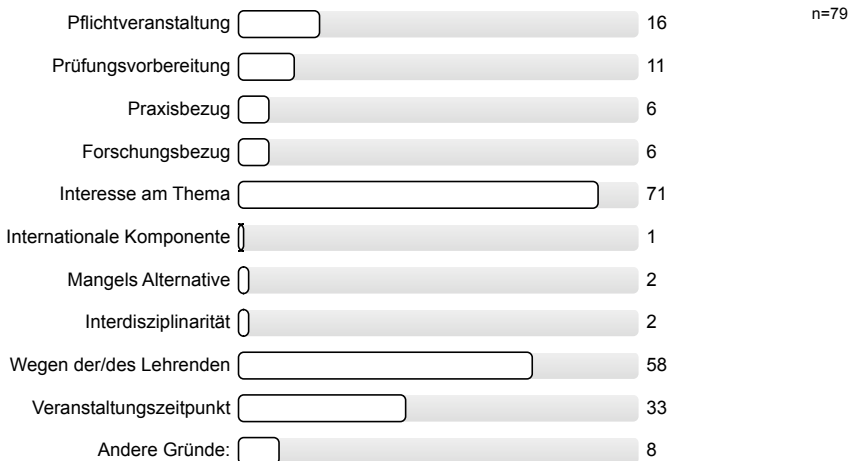 n=79
Pflichtveranstaltung 16
Prüfungsvorbereitung 11
Praxisbezug 6
Forschungsbezug 6
Interesse am Thema 71
Internationale Komponente 1
Mangels Alternative 2
Interdisziplinarität 2
Wegen der/des Lehrenden 58
Veranstaltungszeitpunkt 33
Andere Gründe: 8